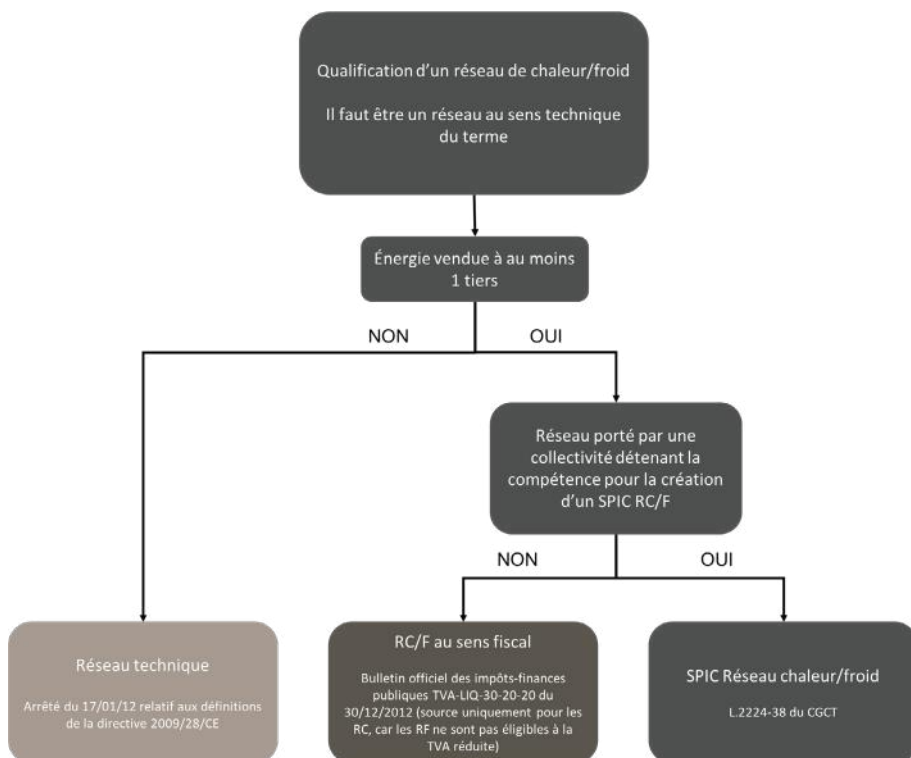 Qualification d'un réseau de chaleur/froid
Il faut être un réseau au sens technique
du terme
Énergie vendue à au moins
1 tiers
NON
OUI
Réseau porté par une
collectivité détenant la
compétence pour la création
d'un SPIC RC/F
NON
OUI
Réseau technique
Arrêté du 17/01/12 relatif aux définitions
de la directive 2009/28/CE
RC/F au sens fiscal
Bulletin officiel des impôts-finances
publiques TVA-LIQ-30-20-20 du
30/12/2012 (source uniquement pour les
RC, car les RF ne sont pas éligibles à la
TVA réduite)
SPIC Réseau chaleur/froid
L.2224-38 du CGCT